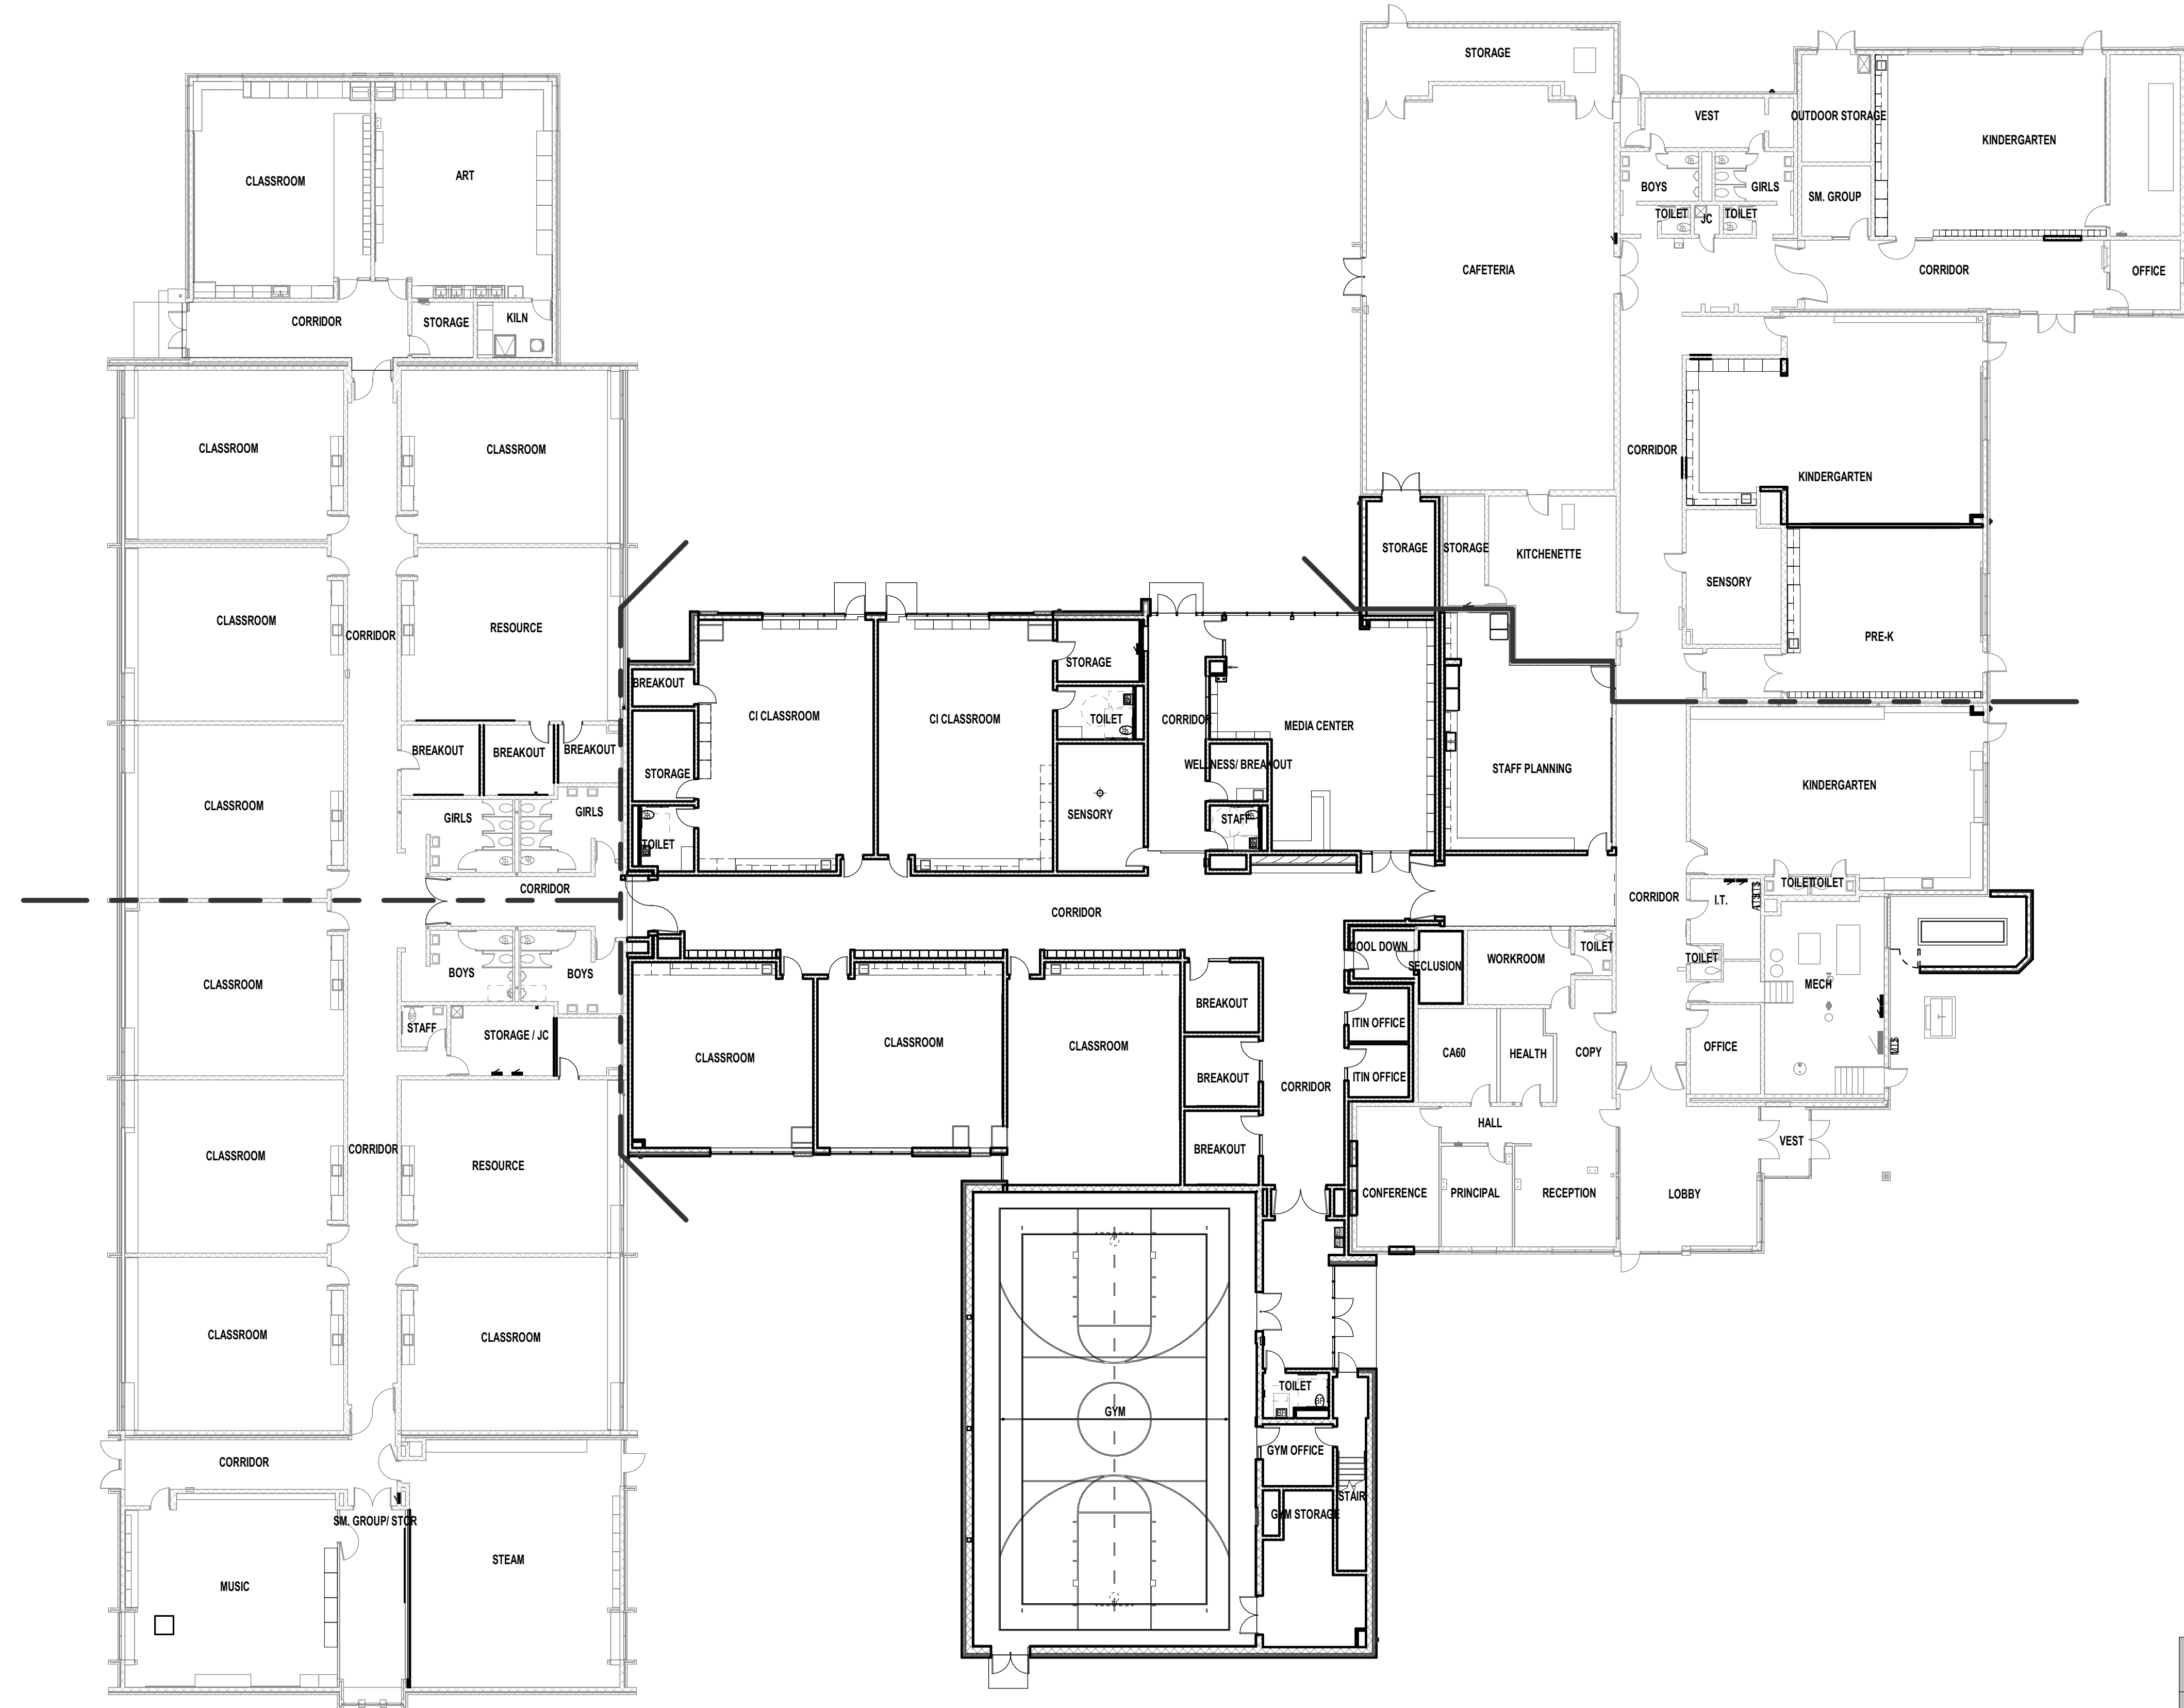 STORAGE
VEST
OUTDOOR STORAGE
KINDERGARTEN
CLASSROOM
ART
BOYS
GIRLS
SM. GROUP
TOILET
JC
TOILET
CAFETERIA
CORRIDOR
OFFICE
CORRIDOR
STORAGE
KILN
CLASSROOM
CLASSROOM
CORRIDOR
KINDERGARTEN
STORAGE
STORAGE
KITCHENETTE
SENSORY
CLASSROOM
CORRIDOR
RESOURCE
PRE-K
STORAGE
BREAKOUT
CI CLASSROOM
CI CLASSROOM
TOILET
CORRIDOR
MEDIA CENTER
BREAKOUT
BREAKOUT
BREAKOUT
WELLNESS/ BREAKOUT
STAFF PLANNING
STORAGE
KINDERGARTEN
CLASSROOM
GIRLS
GIRLS
SENSORY
STAFF
TOILET
CORRIDOR
TOILET
TOILET
CORRIDOR
I.T.
ATS
CORRIDOR
COOL DOWN
SECLUSION
WORKROOM
TOILET
TOILET
CLASSROOM
BOYS
BOYS
MECH
BREAKOUT
STAFF
STORAGE / JC
ITIN OFFICE
CLASSROOM
CLASSROOM
CLASSROOM
CA60
HEALTH
COPY
OFFICE
MTS
BREAKOUT
ITIN OFFICE
CORRIDOR
HALL
VEST
CLASSROOM
CORRIDOR
RESOURCE
BREAKOUT
CONFERENCE
PRINCIPAL
RECEPTION
LOBBY
CLASSROOM
CLASSROOM
TOILET
GYM
GYM OFFICE
CORRIDOR
STAIR
GYM STORAGE
SM. GROUP/ STOR
STEAM
MUSIC